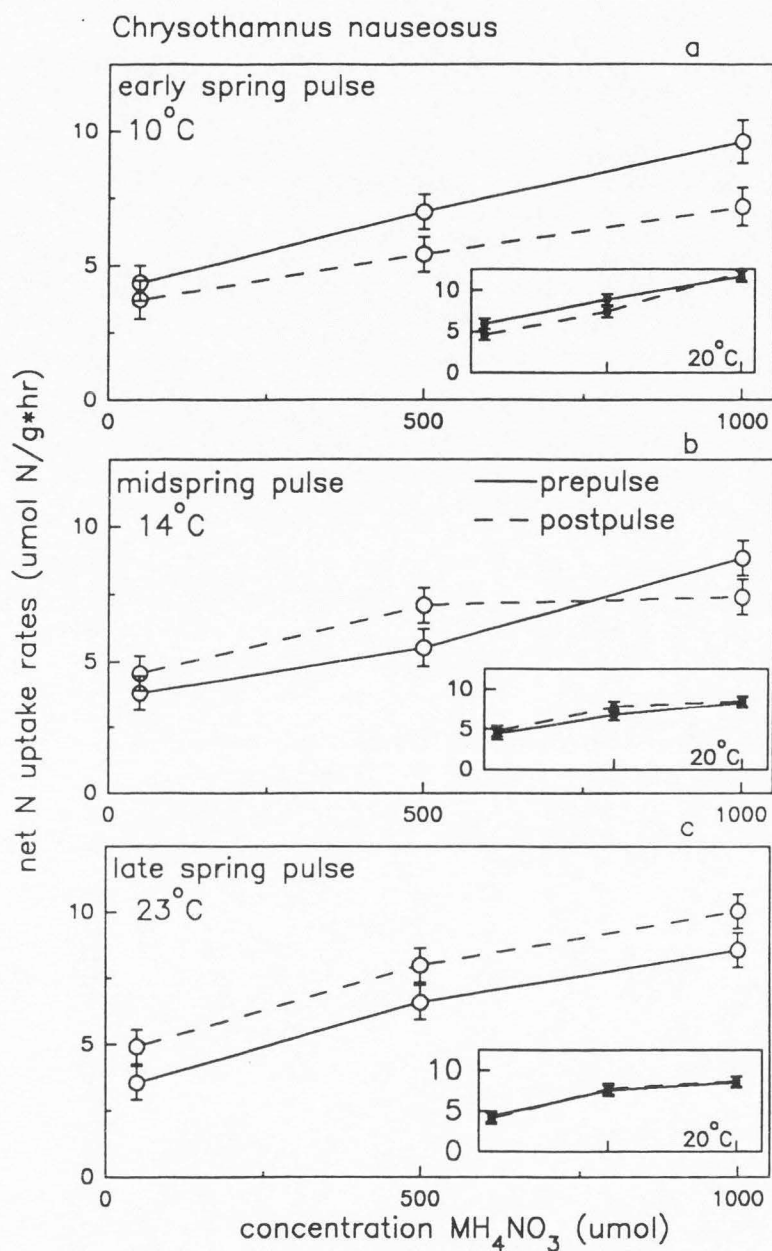 Chrysothamnus nauseosus
a
early spring pulse
10°C
10
5
0
10
5
0
20°C
0
500
1000
b
midspring pulse
14°C
prepulse
postpulse
10
5
0
10
5
0
20°C
0
500
1000
c
late spring pulse
23°C
10
5
0
10
5
0
20°C
0
500
1000
net N uptake rates (umol N/g*hr)
concentration MH₄NO₃ (umol)